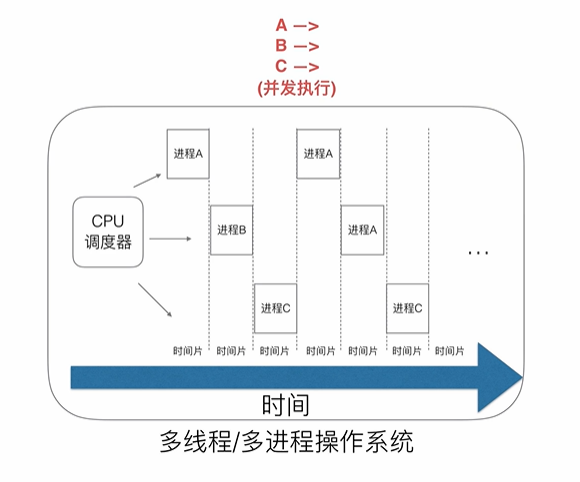 A —>
B —>
C —>
(并发执行)
进程A
进程A
CPU
调度器
进程B
进程A
...
进程C
进程C
时间片 时间片 时间片 时间片 时间片 时间片 时间片
时间
多线程/多进程操作系统